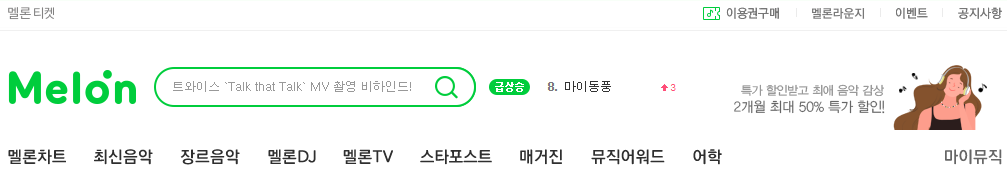 멜론 티켓
이용권구매 멜론라운지 이벤트 공지사항
Melon
트와이스 `Talk that Talk` MV 촬영 비하인드!
급상승 8. 마이동풍 3
특가 할인받고 최애 음악 감상
2개월 최대 50% 특가 할인!
멜론차트 최신음악 장르음악 멜론DJ 멜론TV 스타포스트 매거진 뮤직어워드 어학 마이뮤직